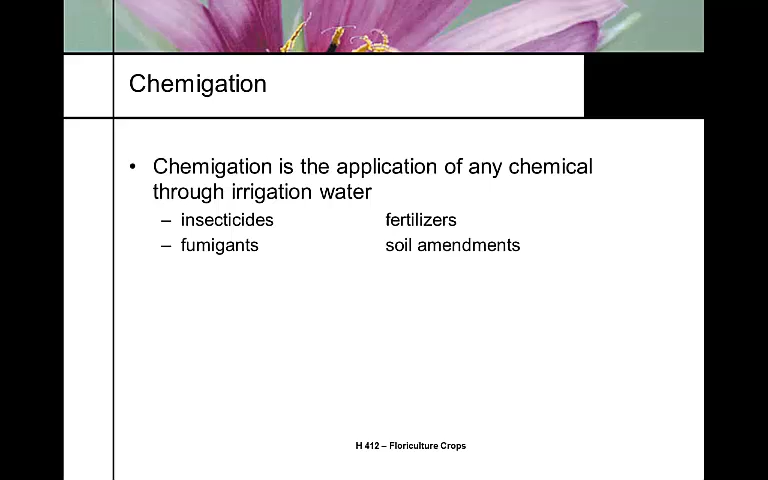 Chemigation
• Chemigation is the application of any chemical
through irrigation water
– insecticides fertilizers
– fumigants soil amendments
H 412 – Floriculture Crops